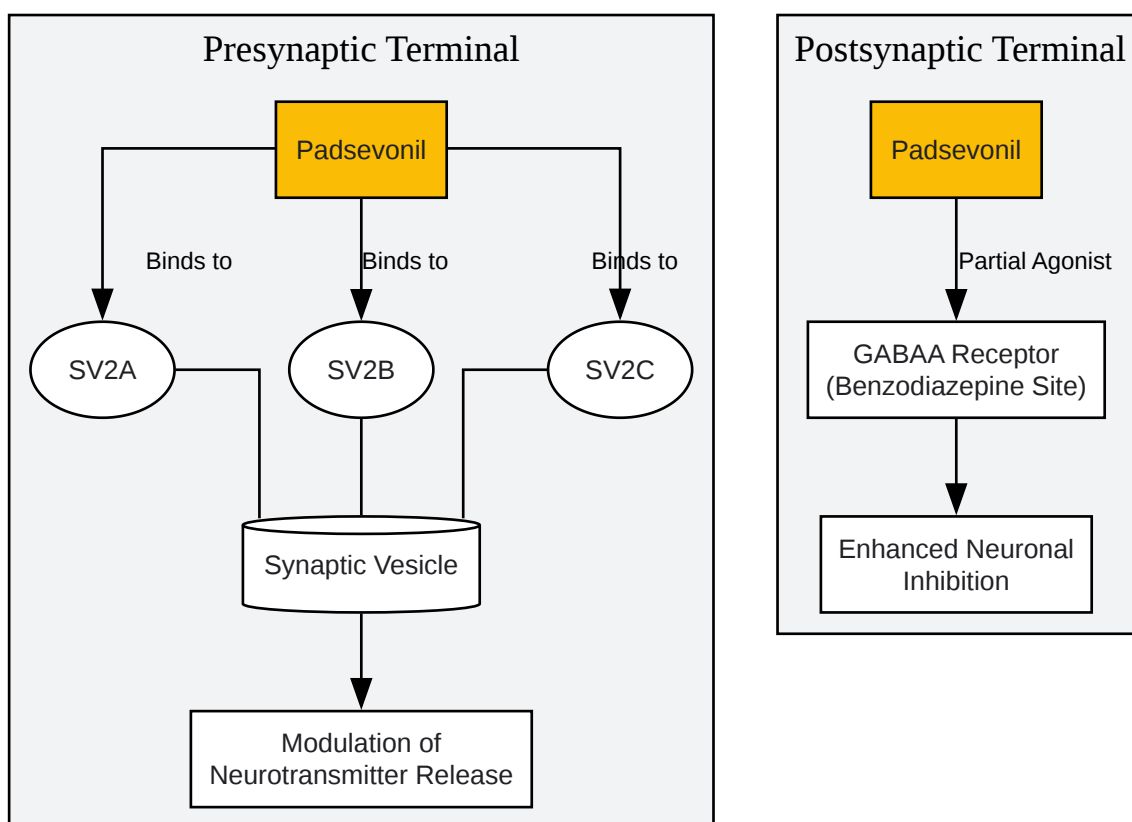 Presynaptic Terminal
Padsevonil
Binds to
Binds to
Binds to
SV2A
SV2B
SV2C
Synaptic Vesicle
Modulation of
Neurotransmitter Release
Postsynaptic Terminal
Padsevonil
Partial Agonist
GABAA Receptor
(Benzodiazepine Site)
Enhanced Neuronal
Inhibition